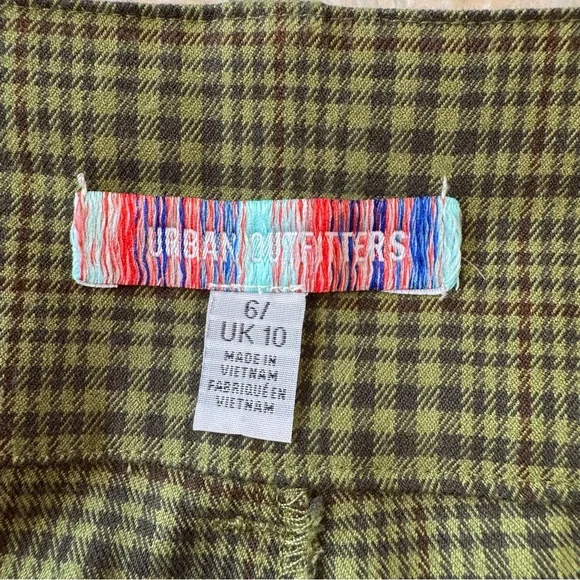 URBAN OUTFITTERS
6/
UK 10
MADE IN
VIETNAM
FABRIQUÉ EN
VIETNAM